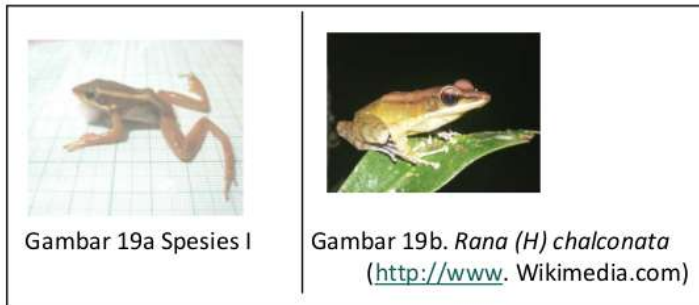 Gambar 19a Spesies I
Gambar 19b. Rana (H) chalconata
(http://www. Wikimedia.com)